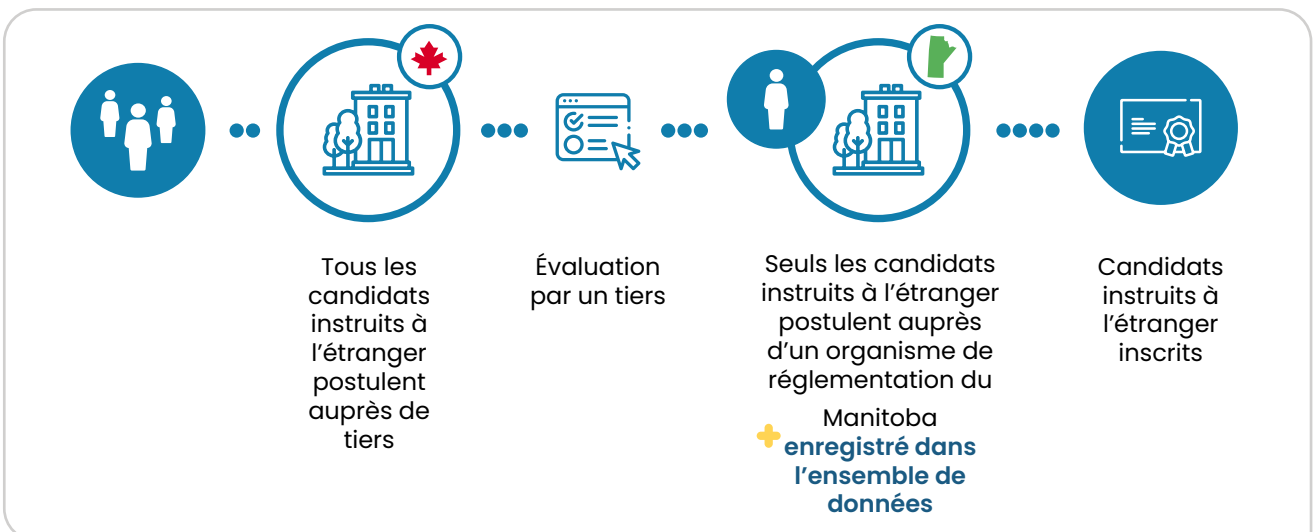 Tous les
candidats
instruits à
l'étranger
postulent
auprès de
tiers
Évaluation
par un tiers
Seuls les candidats
instruits à l'étranger
postulent auprès
d'un organisme de
réglementation du
Manitoba
enregistré dans
l'ensemble de
données
Candidats
instruits à
l'étranger
inscrits